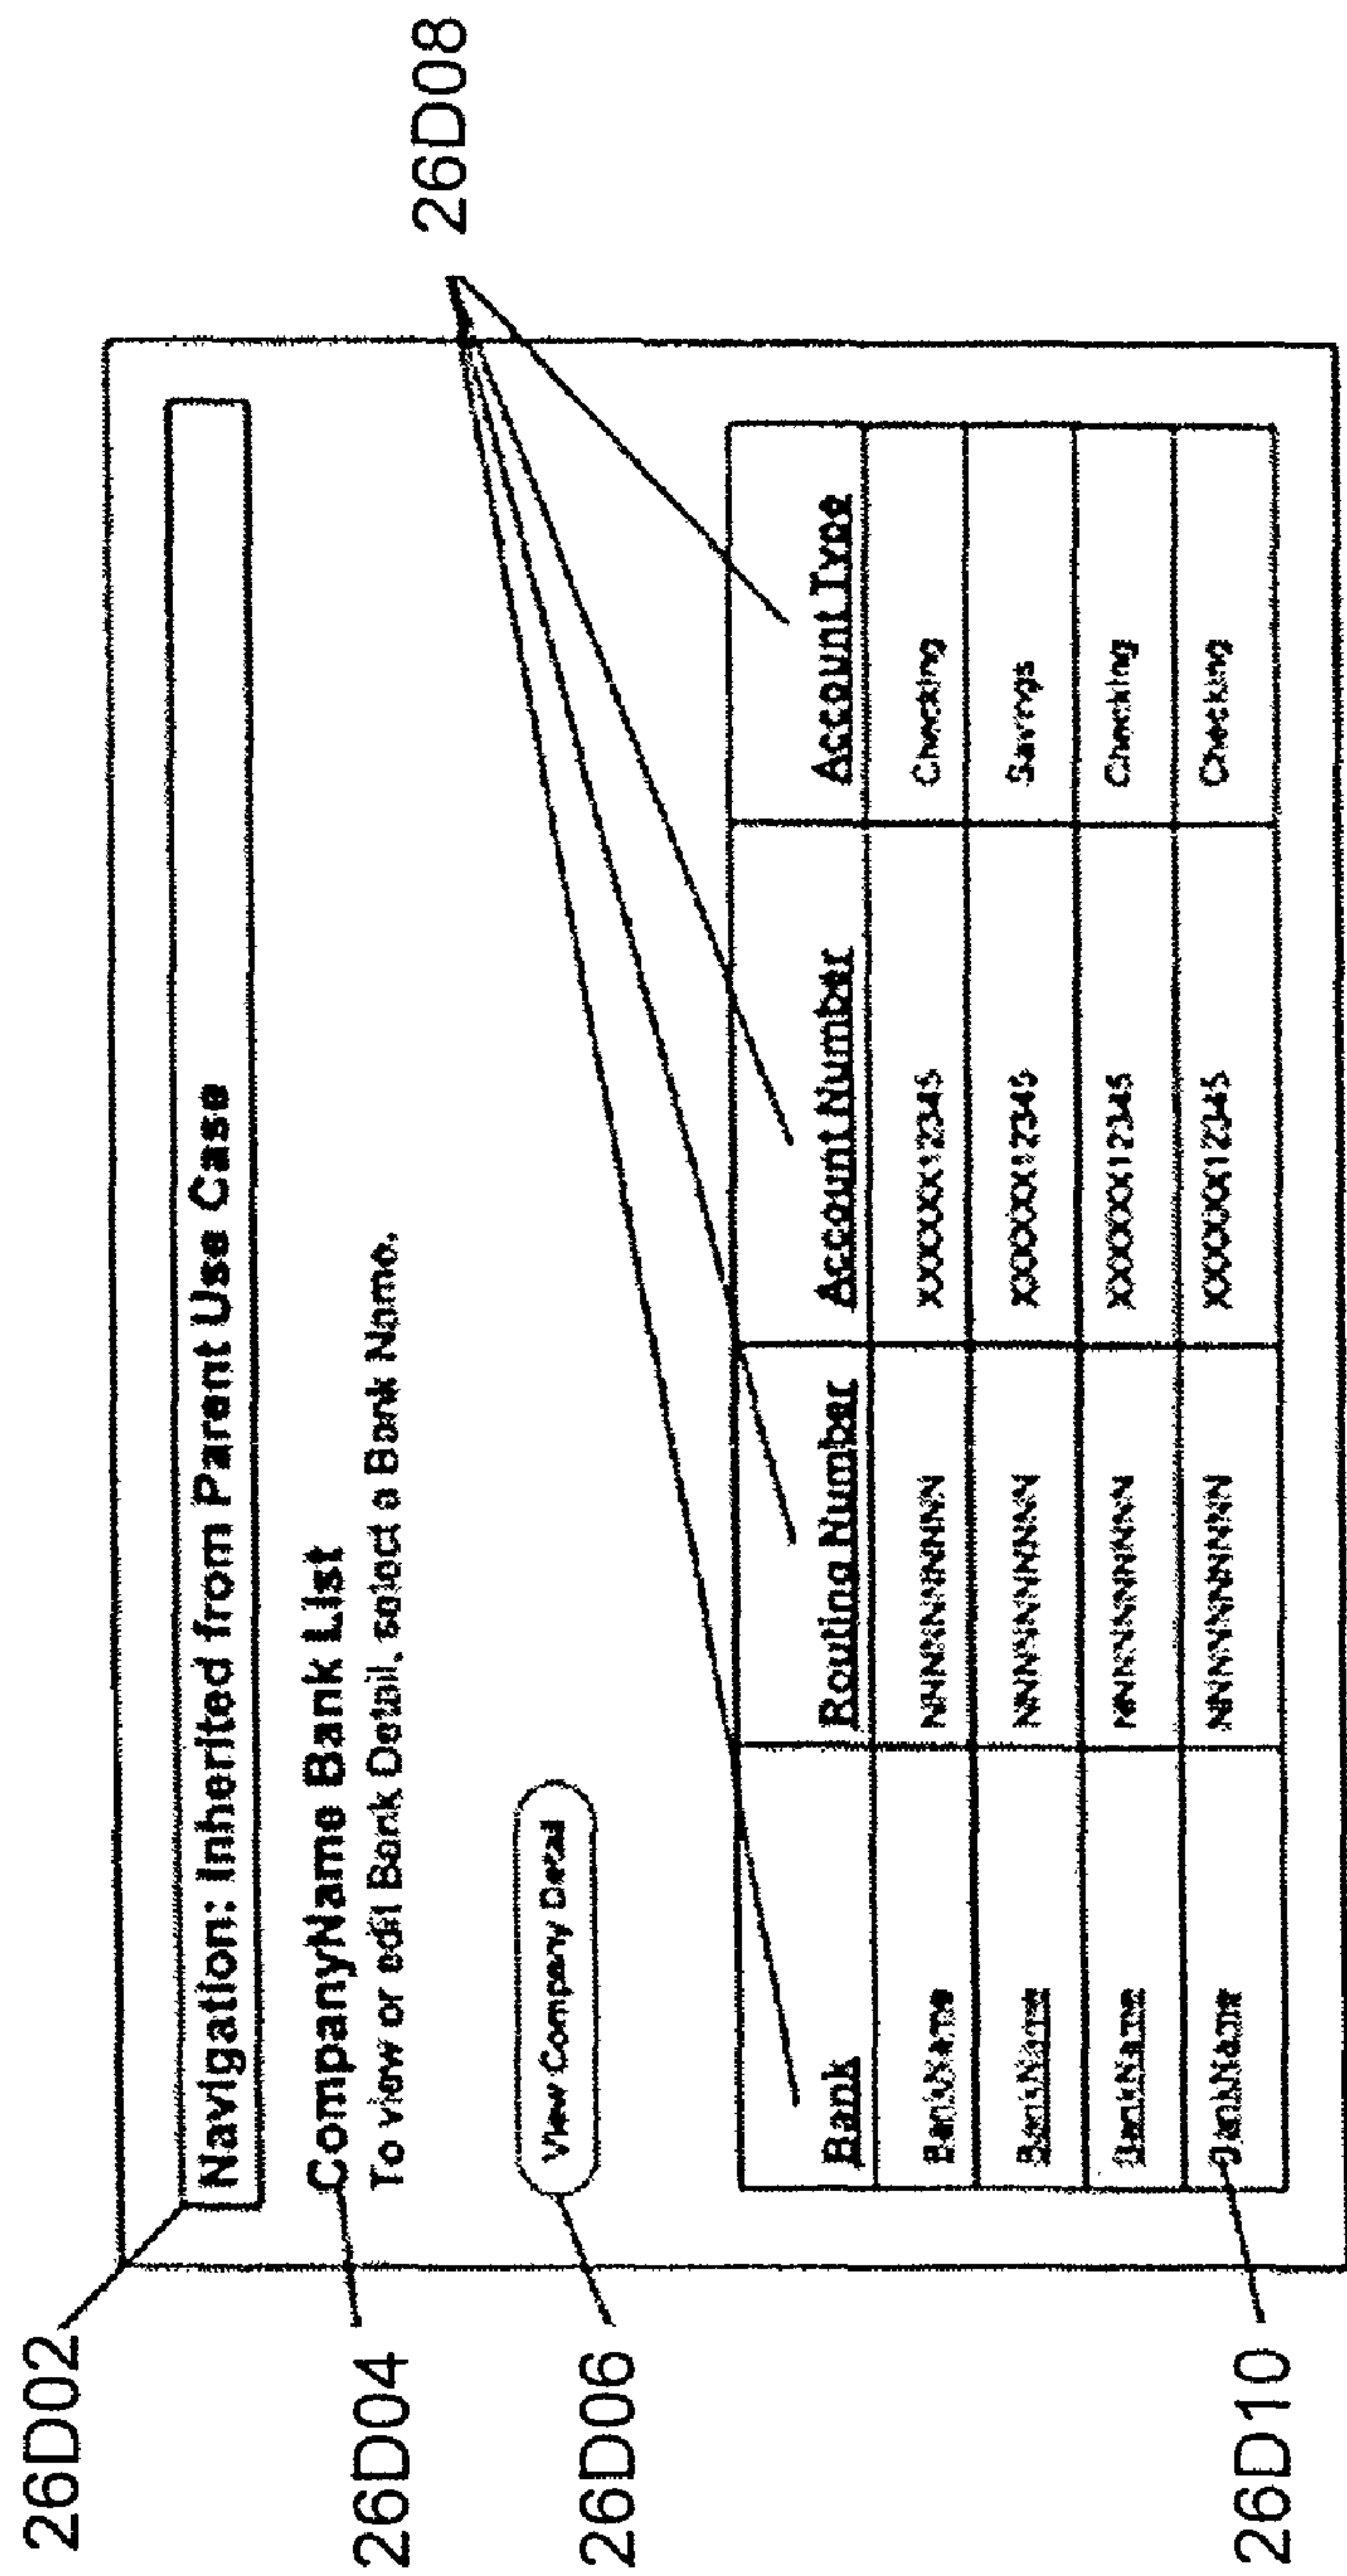 26D02
Navigation: Inherited from Parent Use Case
26D04
CompanyName Bank List
To view or edit Bank Detail, select a Bank Name.
26D06
View Company Detail
26D08
Bank Routing Number Account Number Account Type
BankName NNNNNNNNN XXXXXX12345 Checking
BankName NNNNNNNNN XXXXXX12345 Savings
BankName NNNNNNNNN XXXXXX12345 Checking
BankName NNNNNNNNN XXXXXX12345 Checking
26D10